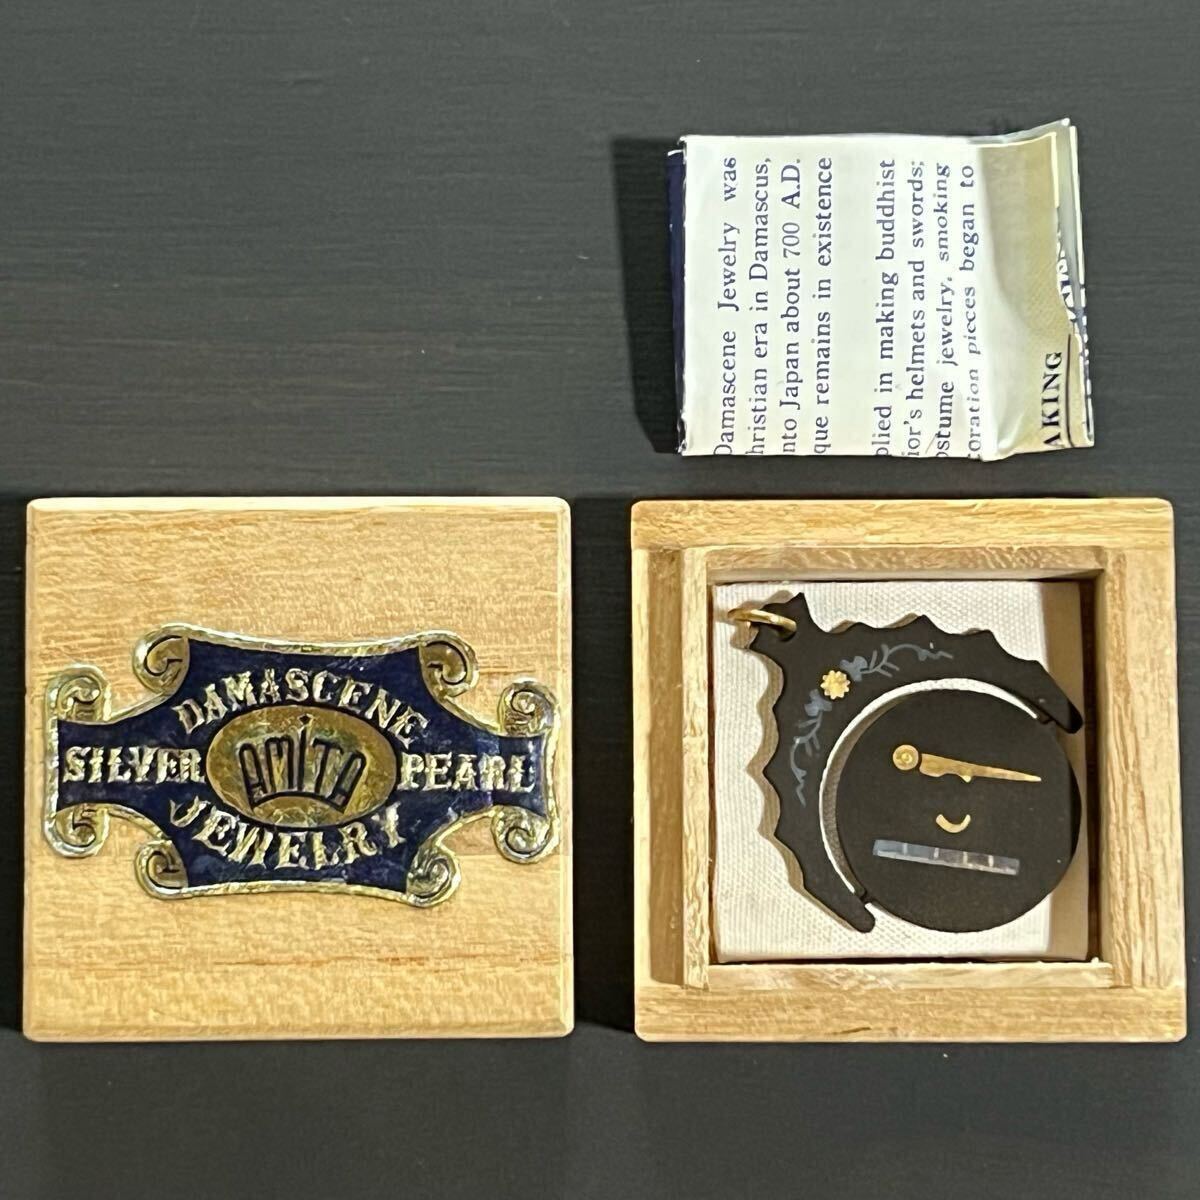 DAMASCENE
SILVER AMITA PEARL
JEWELRY
Damascene Jewelry was
hristian era in Damascus,
nto Japan about 700 A.D.
que remains in existence
plied in making buddhist
ior's helmets and swords;
ostume jewelry, smoking
coration pieces began to
AKING